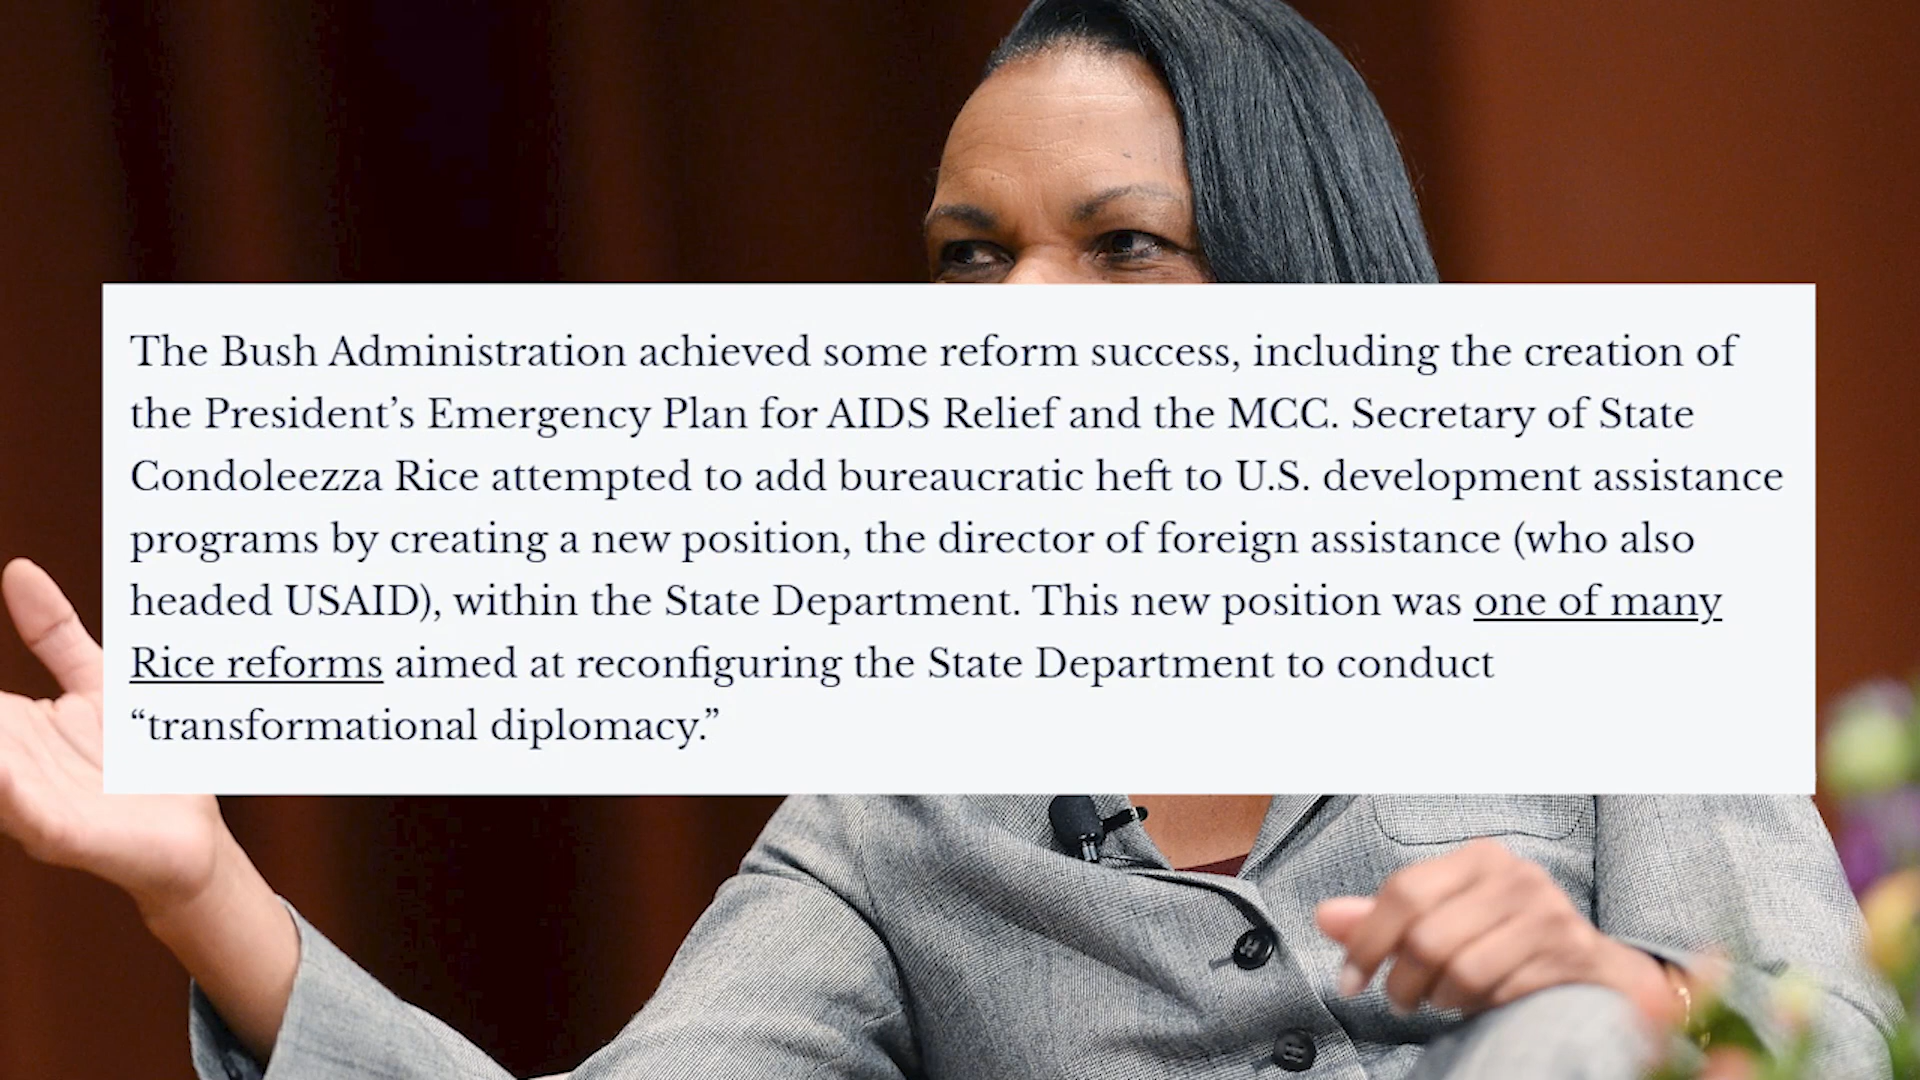 The Bush Administration achieved some reform success, including the creation of
the President’s Emergency Plan for AIDS Relief and the MCC. Secretary of State
Condoleezza Rice attempted to add bureaucratic heft to U.S. development assistance
programs by creating a new position, the director of foreign assistance (who also
headed USAID), within the State Department. This new position was one of many
Rice reforms aimed at reconfiguring the State Department to conduct
“transformational diplomacy.”